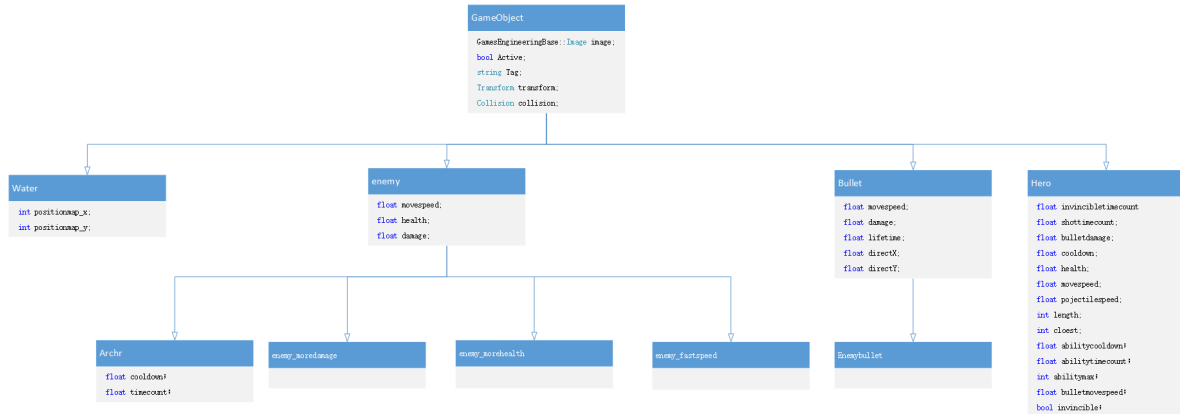 GameObject
GamesEngineeringBase::Image image;
bool Active;
string Tag;
Transform transform;
Collision collision;
Water
int positionmap_x;
int positionmap_y;
enemy
float movespeed;
float health;
float damage;
Bullet
float movespeed;
float damage;
float lifetime;
float directX;
float directY;
Hero
float invincibletimecount
float shottimecount;
float bulletdamage;
float cooldown;
float health;
float movespeed;
float pojectilespeed;
int length;
int cloest;
float abilitycooldown;
float abilitytimecount;
int abilitymax;
float bulletmovespeed;
bool invincible;
Archr
float cooldown;
float timecount;
enemy_moredamage
enemy_morehealth
enemy_fastspeed
Enemybullet